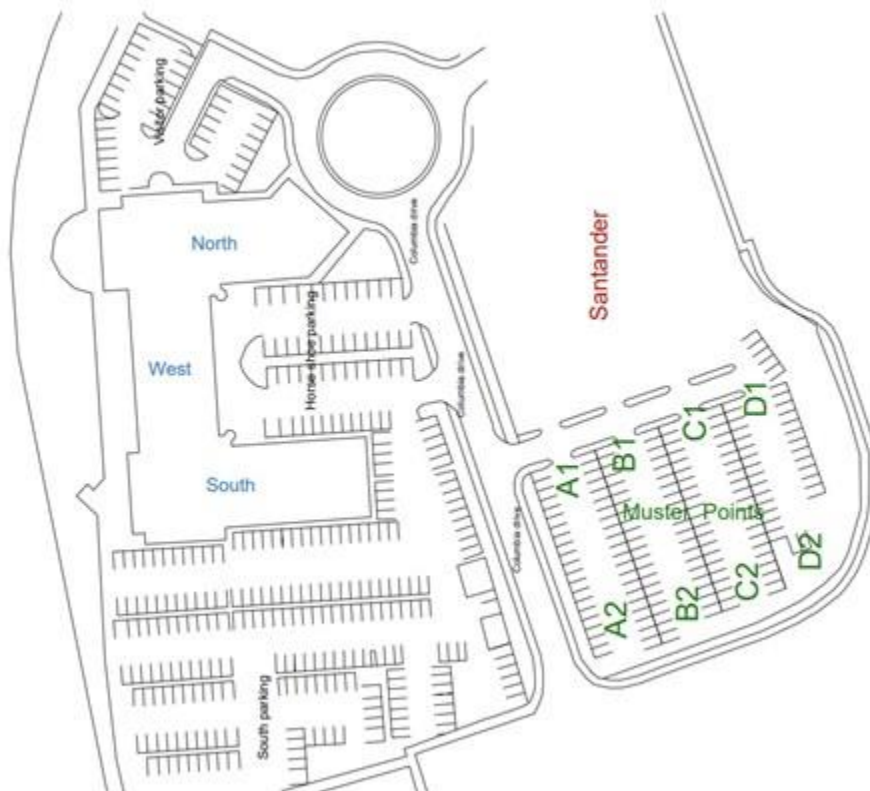 Visitor parking
North
Columbia drive
Santander
Horse shoe parking
West
Columbia drive
D1
C1
B1
A1
South
Muster Points
Columbia drive
D2
C2
B2
A2
South parking